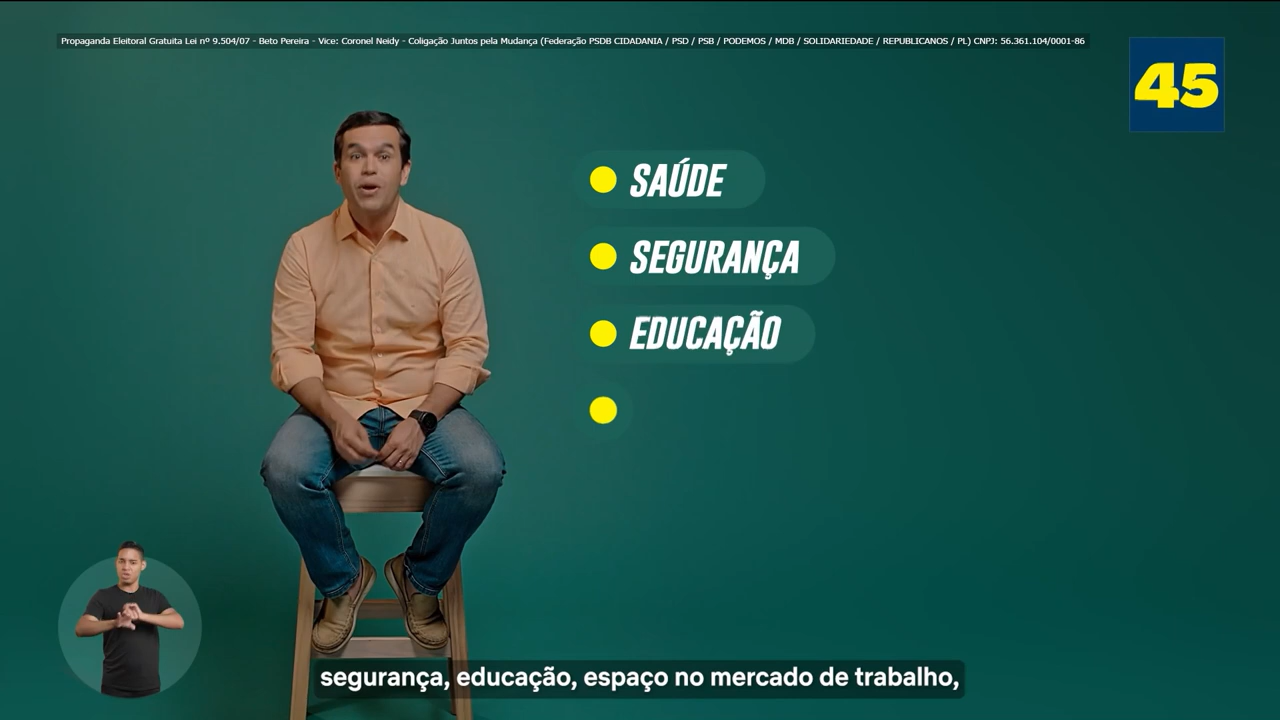 Propaganda Eleitoral Gratuita Lei nº 9.504/07 - Beto Pereira - Vice: Coronel Neidy - Coligação Juntos pela Mudança (Federação PSDB CIDADANIA / PSD / PSB / PODEMOS / MDB / SOLIDARIEDADE / REPUBLICANOS / PL) CNPJ: 56.361.104/0001-86
45
SAÚDE
SEGURANÇA
EDUCAÇÃO
segurança, educação, espaço no mercado de trabalho,